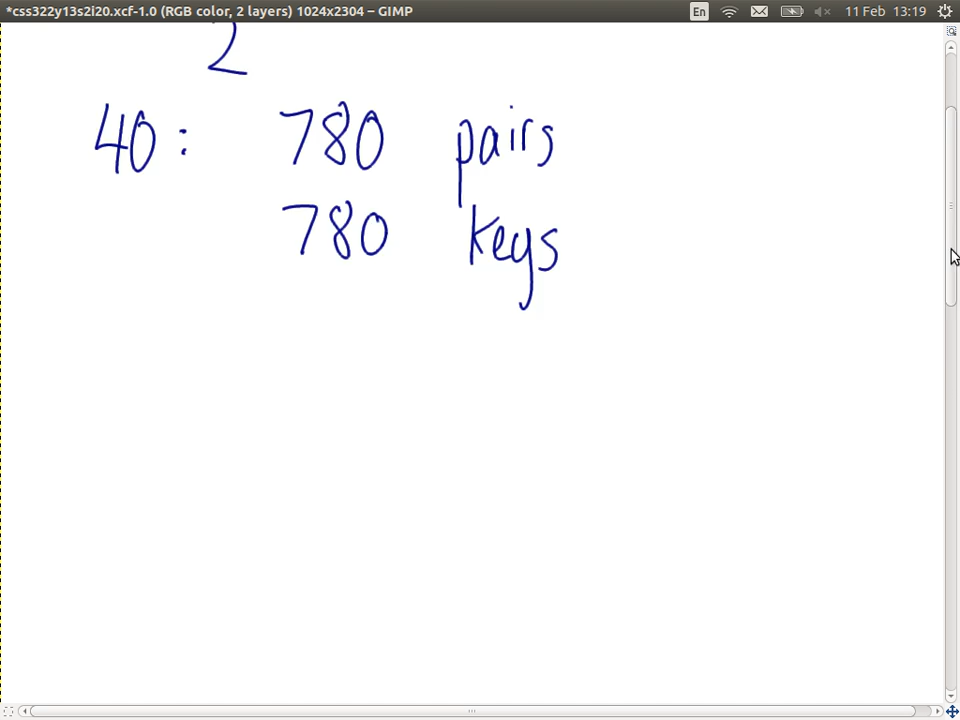 *css322y13s2i20.xcf-1.0 (RGB color, 2 layers) 1024x2304 – GIMP
En
11 Feb 13:19
2
40: 780 pairs
780 keys